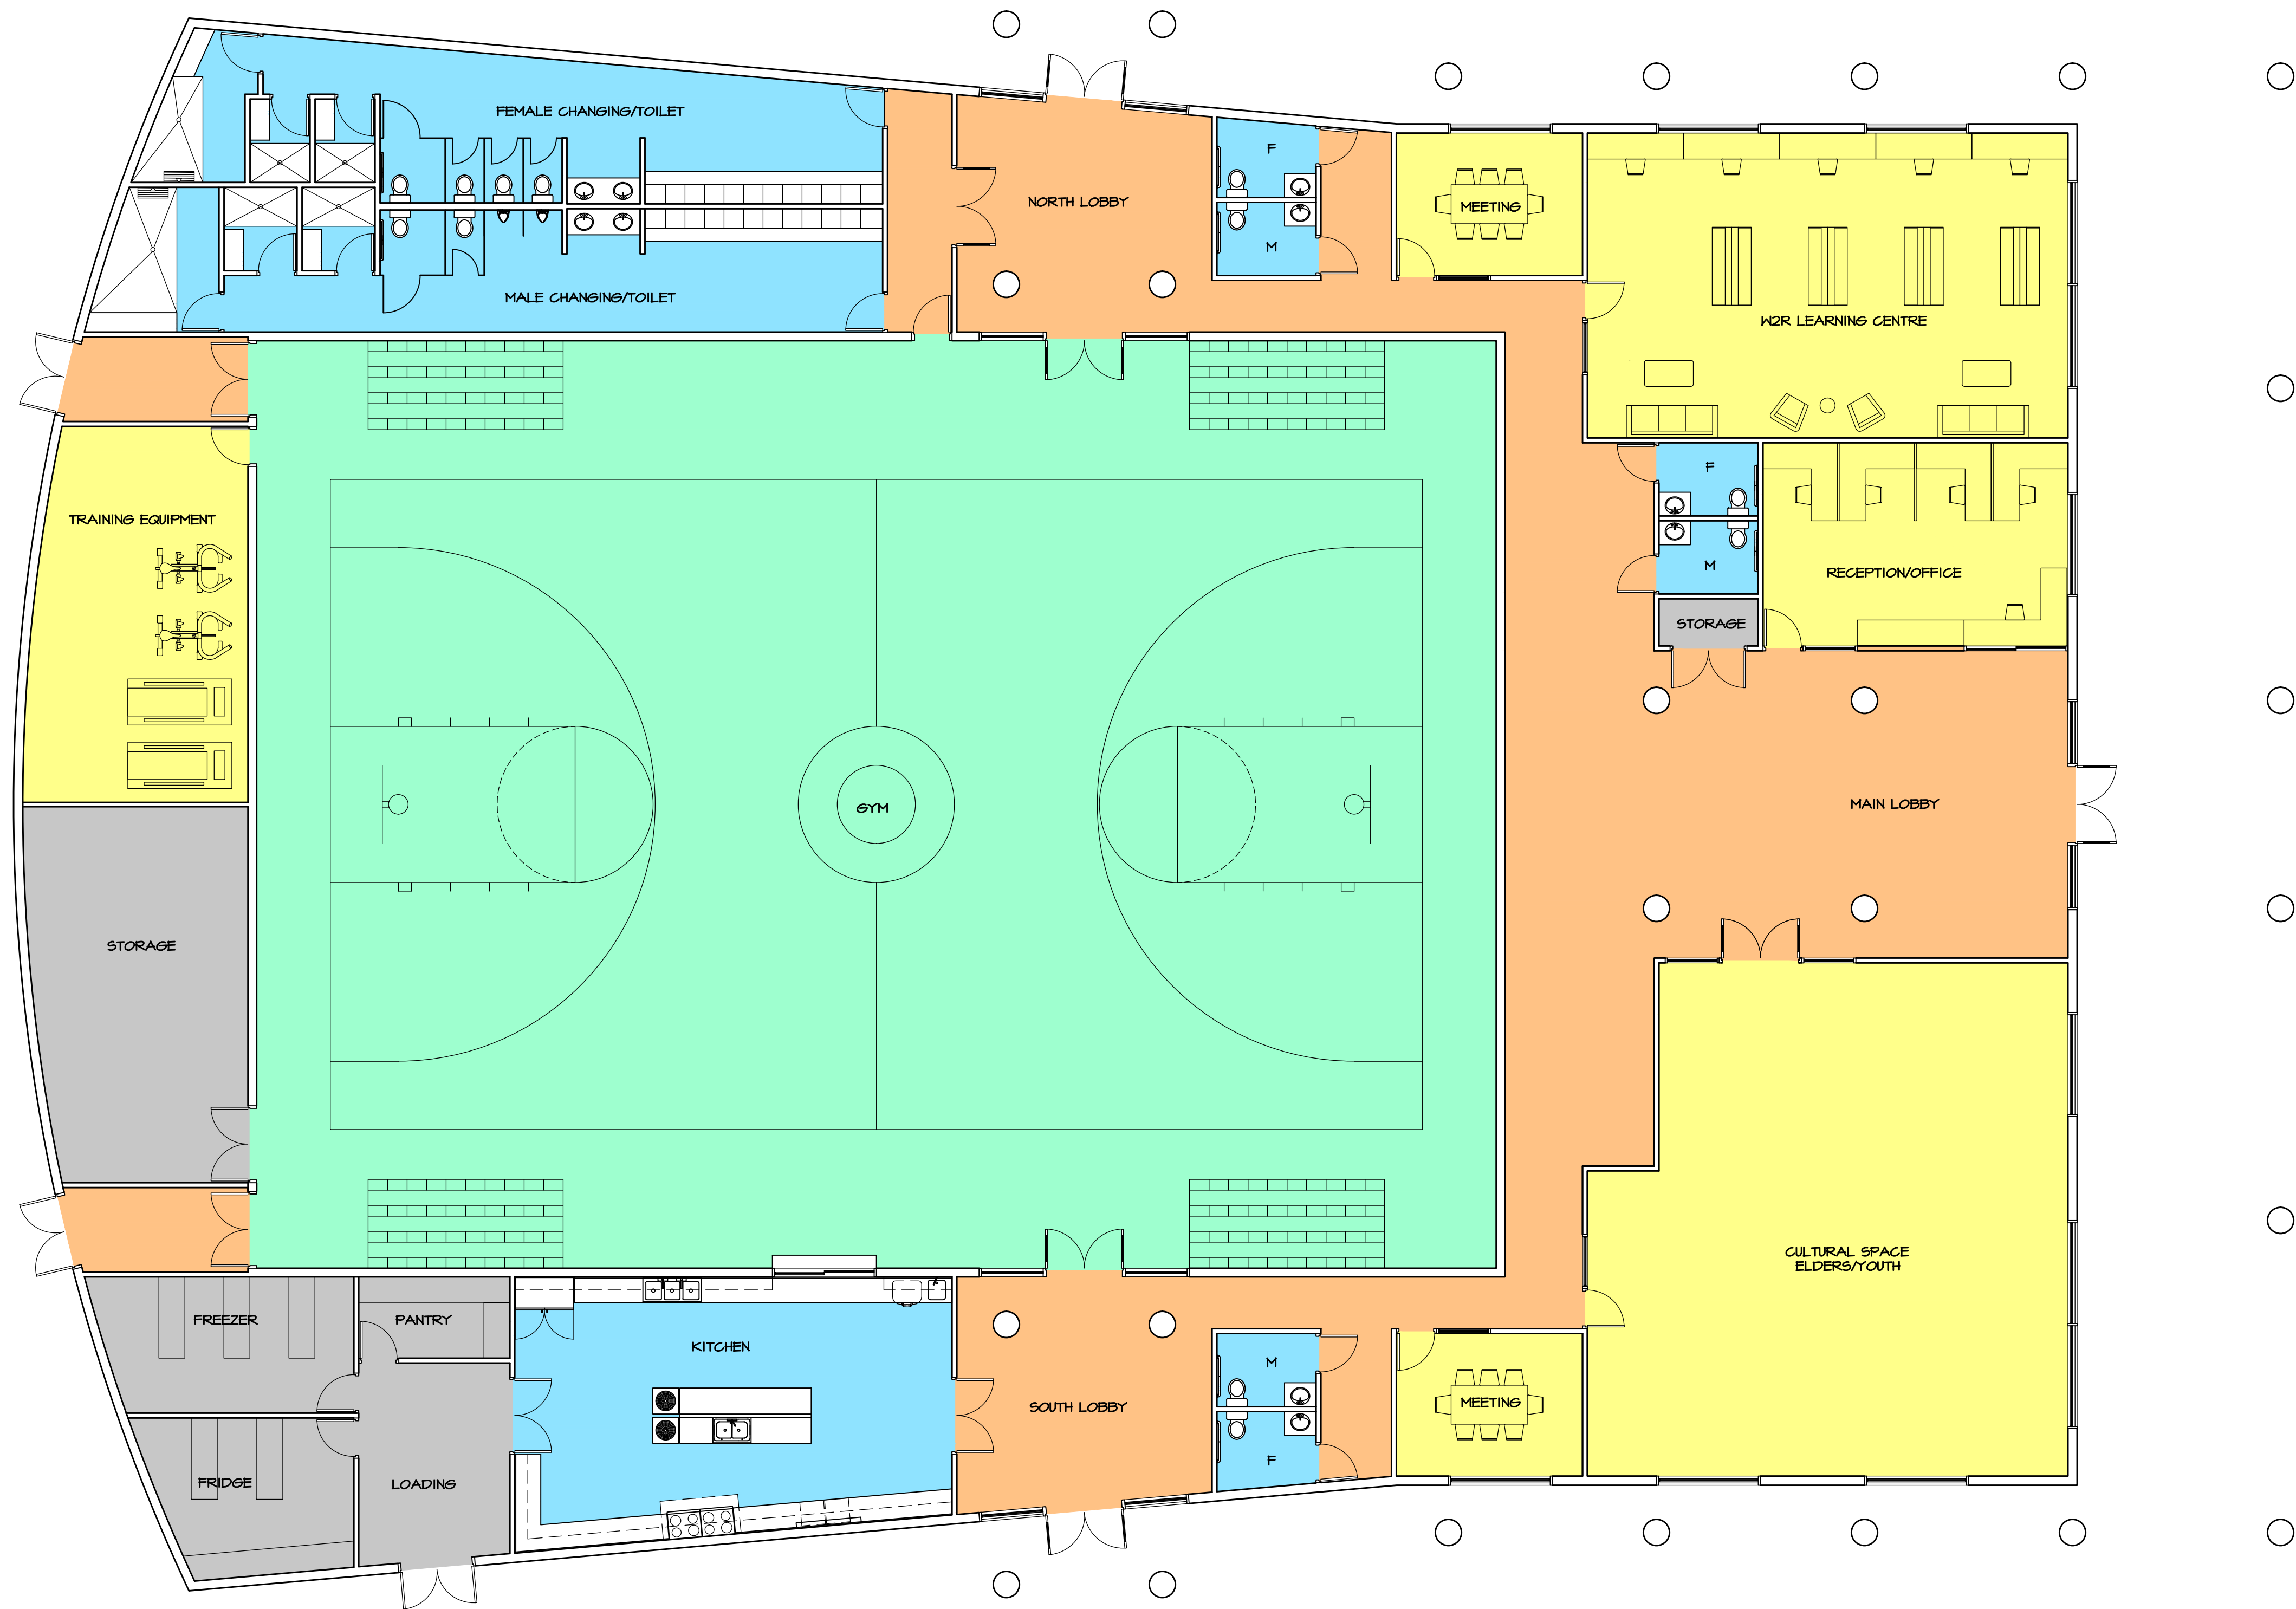 FEMALE CHANGING/TOILET
F
NORTH LOBBY
MEETING
M
MALE CHANGING/TOILET
W2R LEARNING CENTRE
F
TRAINING EQUIPMENT
M
RECEPTION/OFFICE
STORAGE
GYM
MAIN LOBBY
STORAGE
CULTURAL SPACE
ELDERS/YOUTH
FREEZER
PANTRY
KITCHEN
M
MEETING
SOUTH LOBBY
F
FRIDGE
LOADING